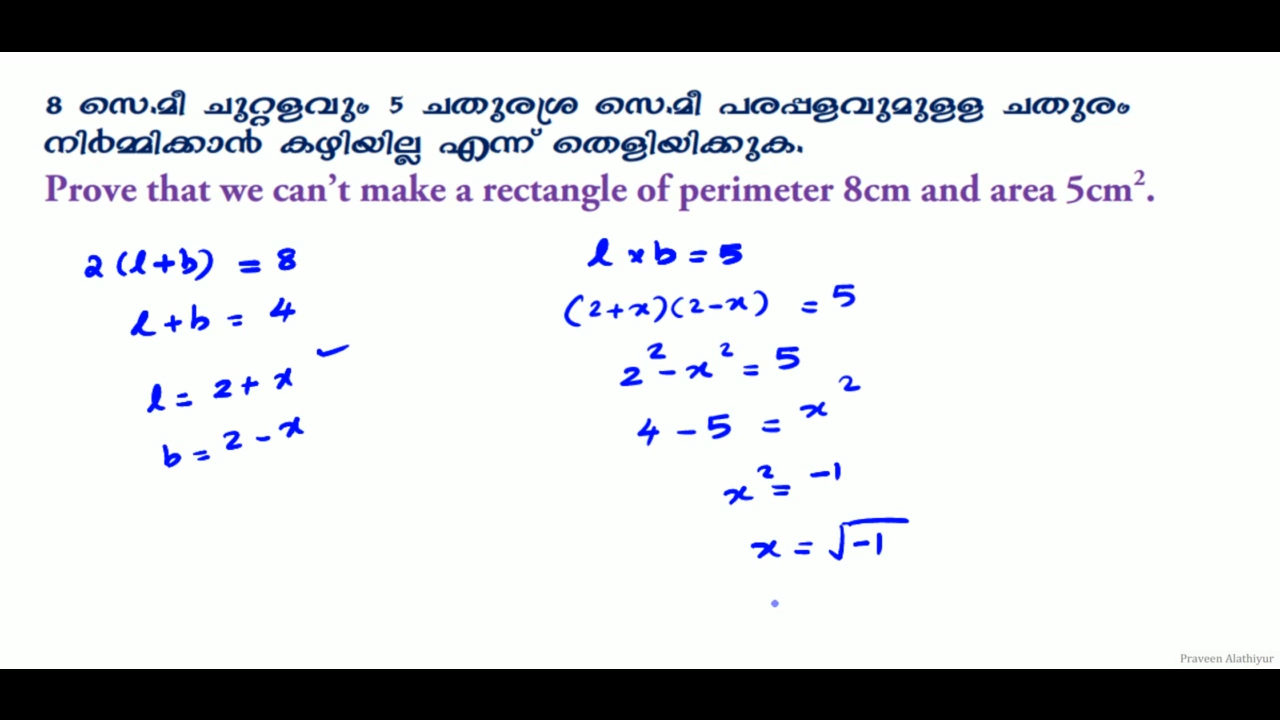 8 സെ.മീ ചുറ്റളവും 5 ചതുരശ്ര സെ.മീ പരപ്പളവുമുള്ള ചതുരം
നിർമ്മിക്കാൻ കഴിയില്ല എന്ന് തെളിയിക്കുക.
Prove that we can't make a rectangle of perimeter 8cm and area 5cm².
2(l+b) = 8
l+b = 4
l = 2+x ✓
b = 2-x
l × b = 5
(2+x)(2-x) = 5
2² - x² = 5
4 - 5 = x²
x² = -1
x = √-1
Praveen Alathiyur